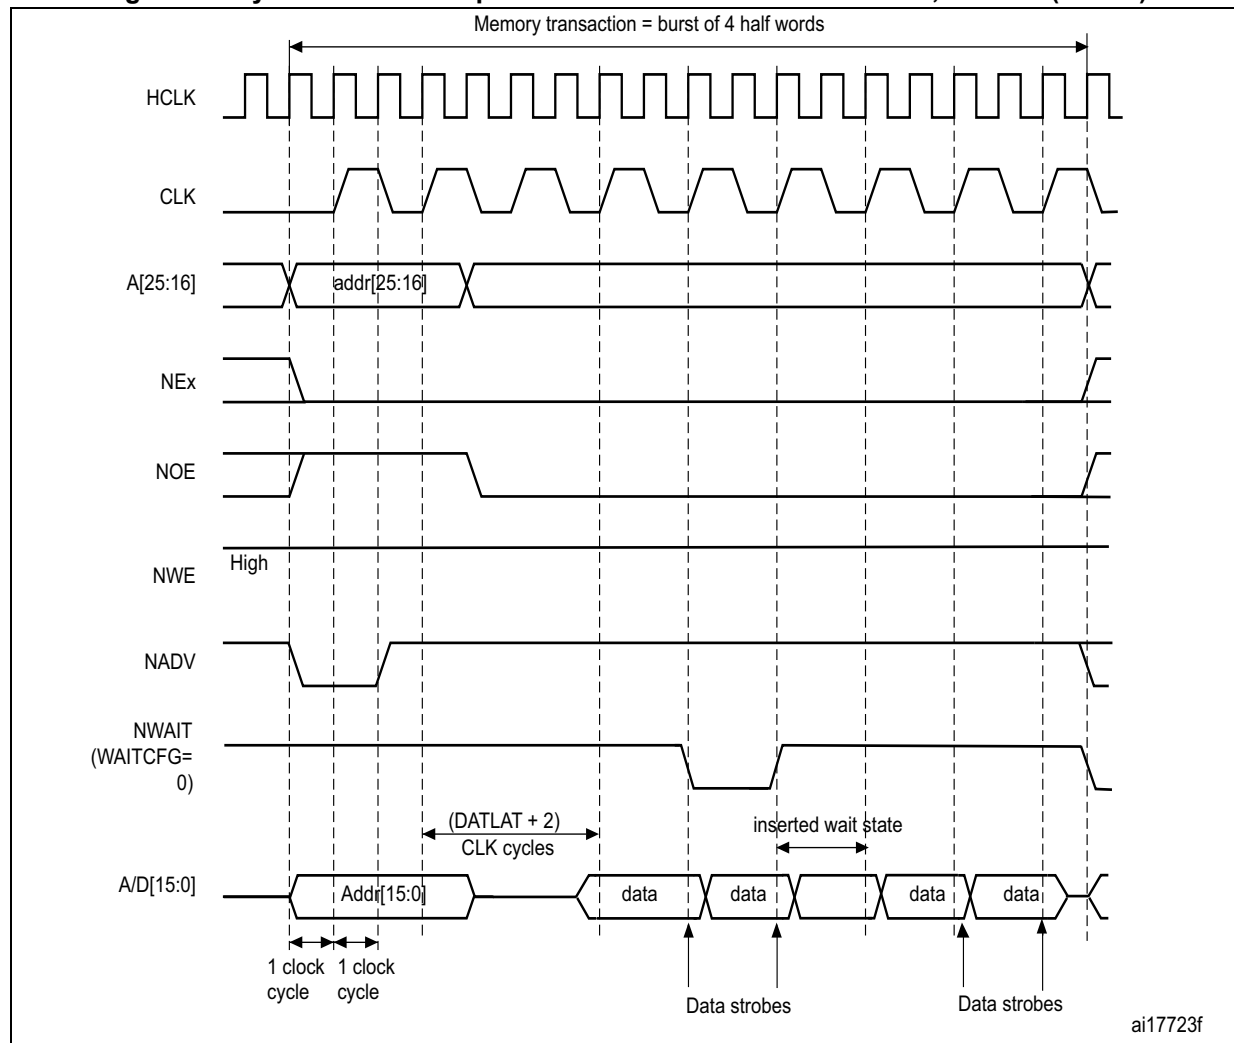 Memory transaction = burst of 4 half words
HCLK
CLK
A[25:16]
addr[25:16]
NEx
NOE
High
NWE
NADV
NWAIT
(WAITCFG=
0)
(DATLAT + 2)
CLK cycles
inserted wait state
A/D[15:0]
Addr[15:0]
data
data
data
data
1 clock
cycle
1 clock
cycle
Data strobes
Data strobes
ai17723f